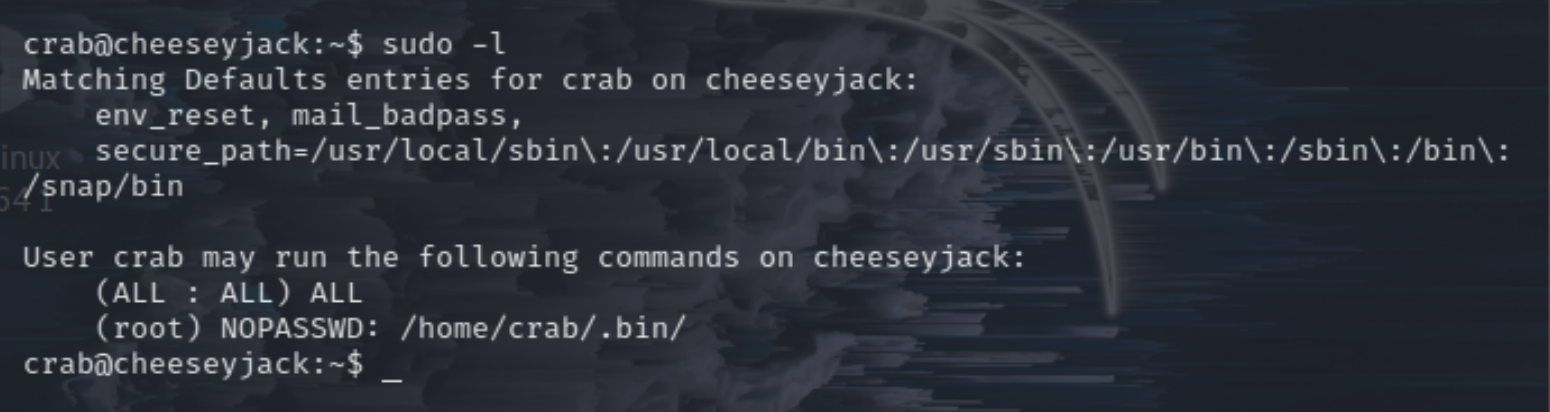 crab@cheeseyjack:~$ sudo -l
Matching Defaults entries for crab on cheeseyjack:
    env_reset, mail_badpass,
    secure_path=/usr/local/sbin\:/usr/local/bin\:/usr/sbin\:/usr/bin\:/sbin\:/bin\:
/snap/bin
inux
641
User crab may run the following commands on cheeseyjack:
    (ALL : ALL) ALL
    (root) NOPASSWD: /home/crab/.bin/
crab@cheeseyjack:~$ _